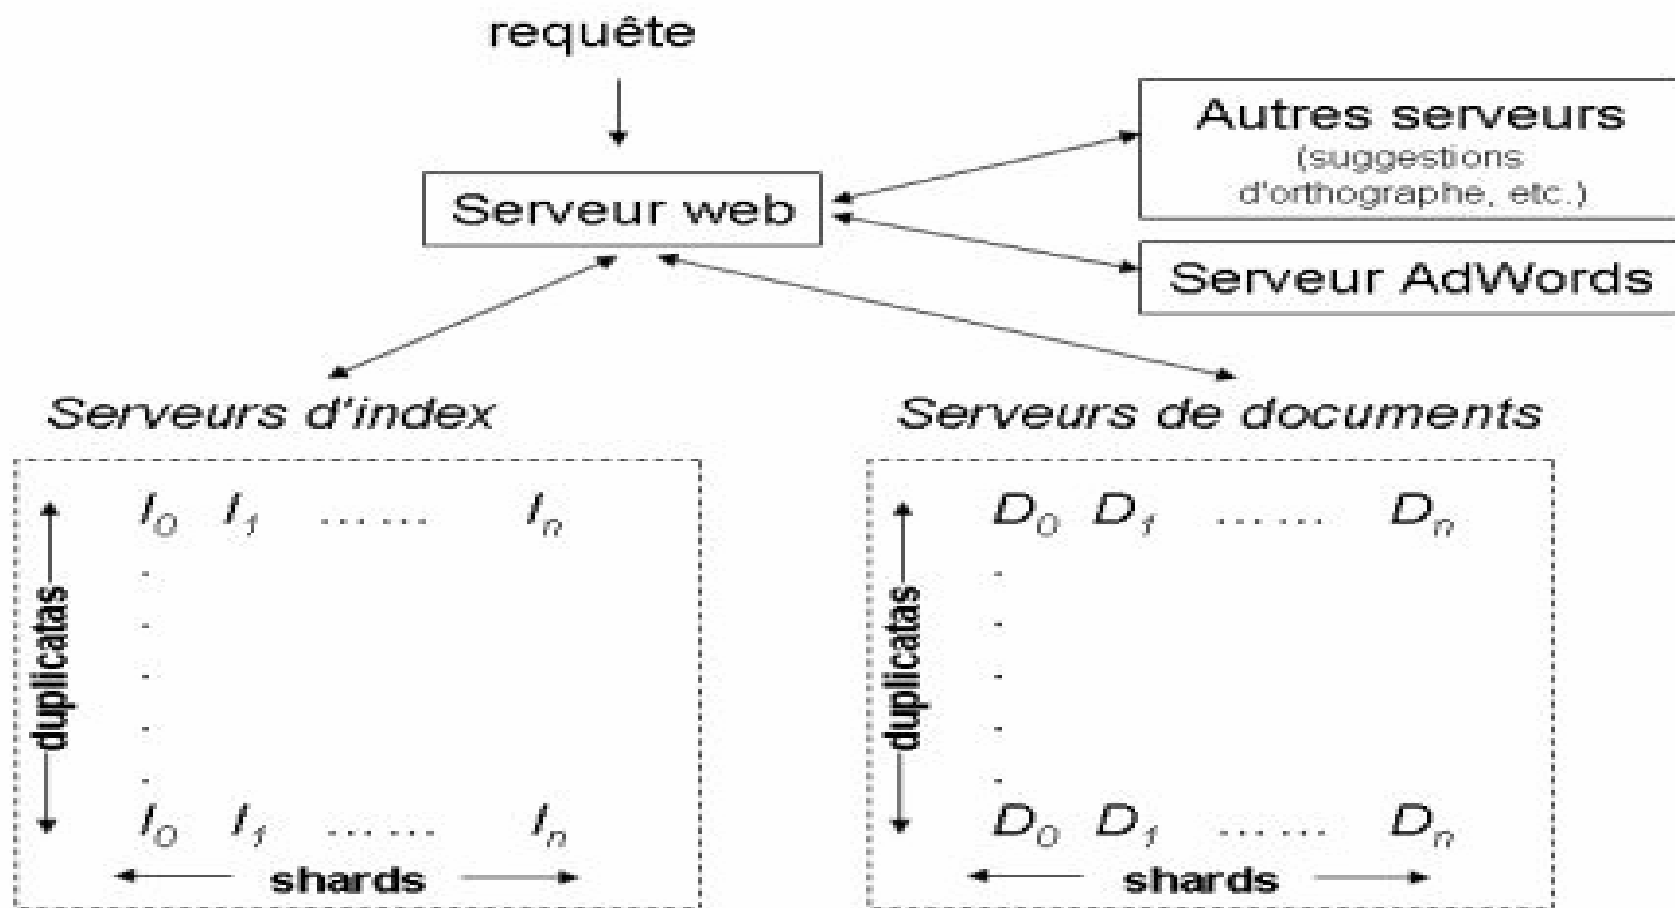 requête
Autres serveurs
(suggestions
d'orthographe, etc.)
Serveur web
Serveur AdWords
Serveurs d'index
Serveurs de documents
duplicatas
I0 I1 ...... In
I0 I1 ...... In
shards
duplicatas
D0 D1 ...... Dn
D0 D1 ...... Dn
shards